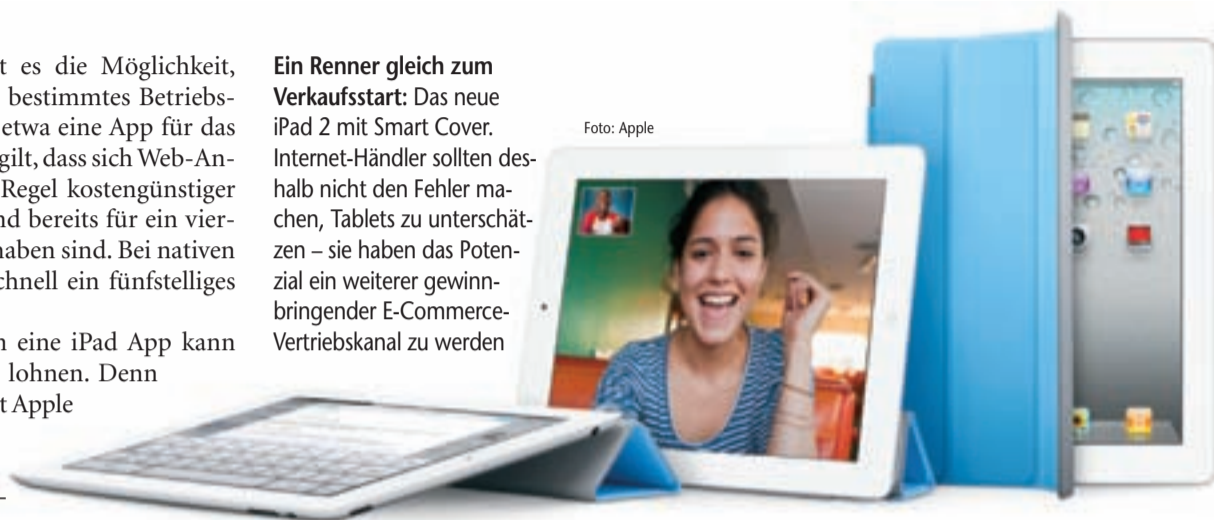 t es die Möglichkeit,
bestimmtes Betriebs-
etwa eine App für das
gilt, dass sich Web-An-
Regel kostengünstiger
nd bereits für ein vier-
haben sind. Bei nativen
chnell ein fünfstelliges
n eine iPad App kann
lohnen. Denn
t Apple
Ein Renner gleich zum
Verkaufsstart: Das neue
iPad 2 mit Smart Cover.
Internet-Händler sollten des-
halb nicht den Fehler ma-
chen, Tablets zu unterschät-
zen – sie haben das Poten-
zial ein weiterer gewinn-
bringender E-Commerce-
Vertriebskanal zu werden
Foto: Apple